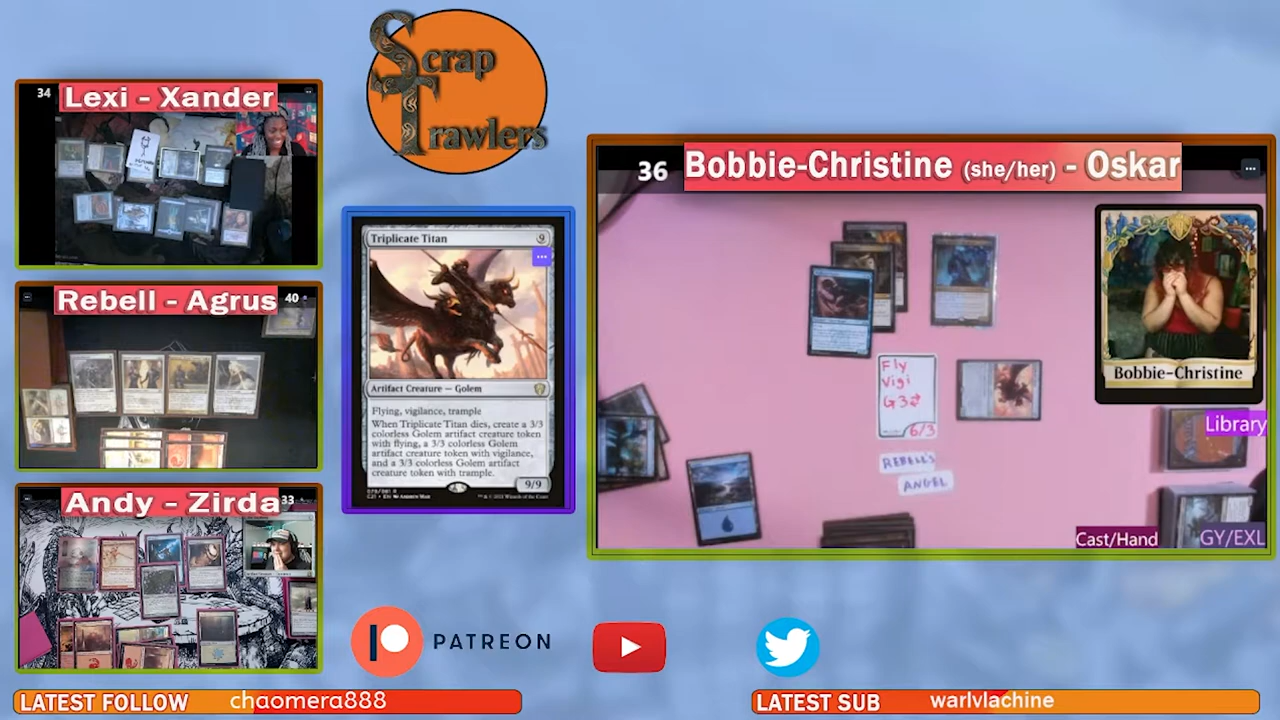 Scrap
Trawlers
34
Lexi - Xander
Rebell - Agrus
40
Andy - Zirda
33
Triplicate Titan
9
Artifact Creature — Golem
Flying, vigilance, trample
When Triplicate Titan dies, create a 3/3
colorless Golem artifact creature token
with flying, a 3/3 colorless Golem
artifact creature token with vigilance,
and a 3/3 colorless Golem artifact
creature token with trample.
9/9
36
Bobbie-Christine (she/her) - Oskar
Bobbie-Christine
Fly
Vigi
6/3
REBELL'S
ANGEL
Library
Cast/Hand
GY/EXL
PATREON
LATEST FOLLOW
chaomera888
LATEST SUB
warlvlachine